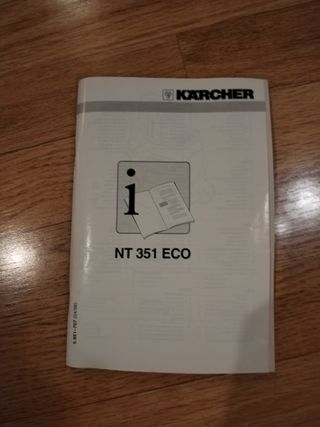 KÄRCHER
i
NT 351 ECO